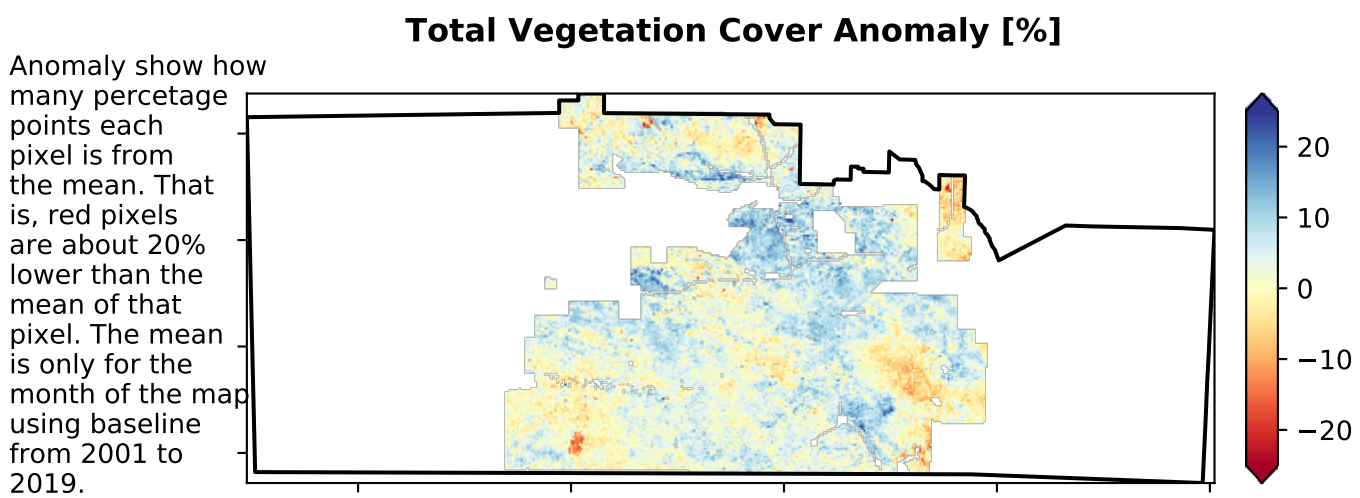 Total Vegetation Cover Anomaly [%]
Anomaly show how
many percetage
points each
pixel is from
the mean. That
is, red pixels
are about 20%
lower than the
mean of that
pixel. The mean
is only for the
month of the map
using baseline
from 2001 to
2019.
20
10
0
−10
−20